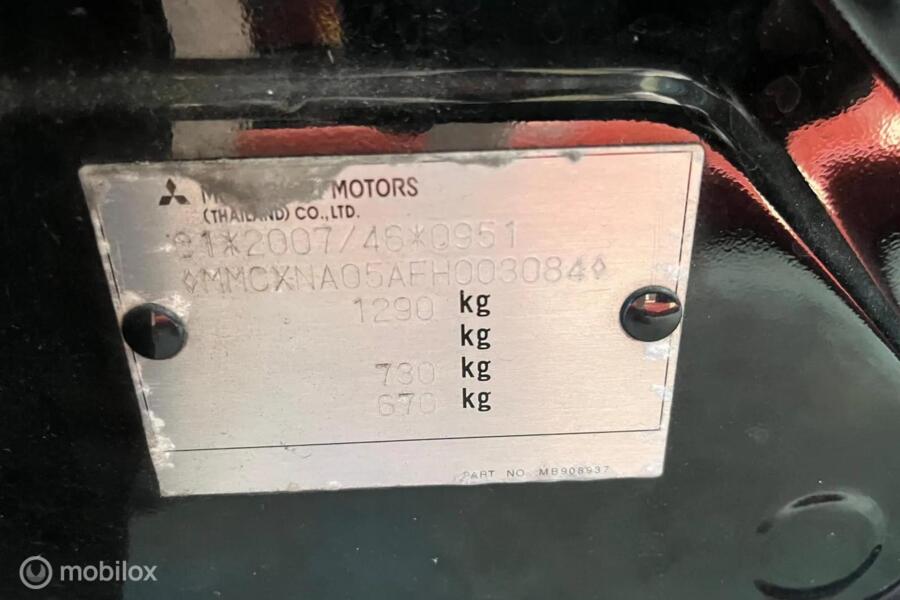 MOTORS
(THAILAND) CO.,LTD.
91*2007/46*0951
◊MMCXNA05AFH003084◊
1290 kg
kg
730 kg
670 kg
PART NO MB908937
mobilox